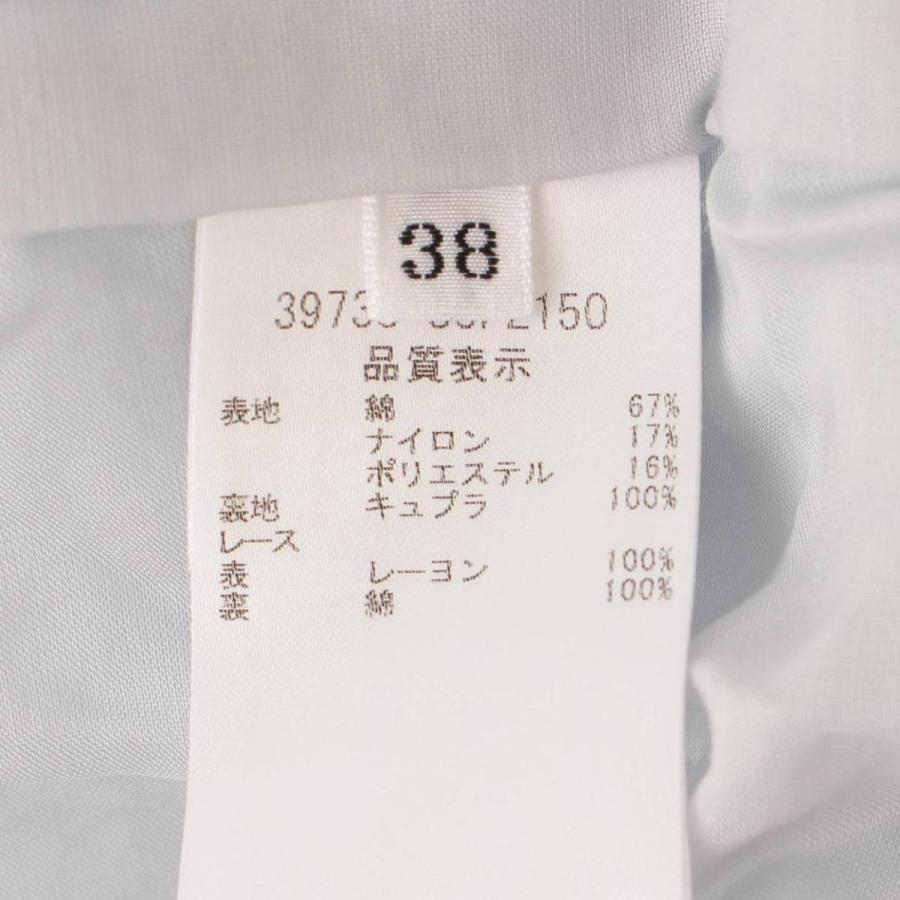 38
品質表示
表地 綿 67%
ナイロン 17%
ポリエステル 16%
裏地 キュプラ 100%
レース
表 レーヨン 100%
裏 綿 100%